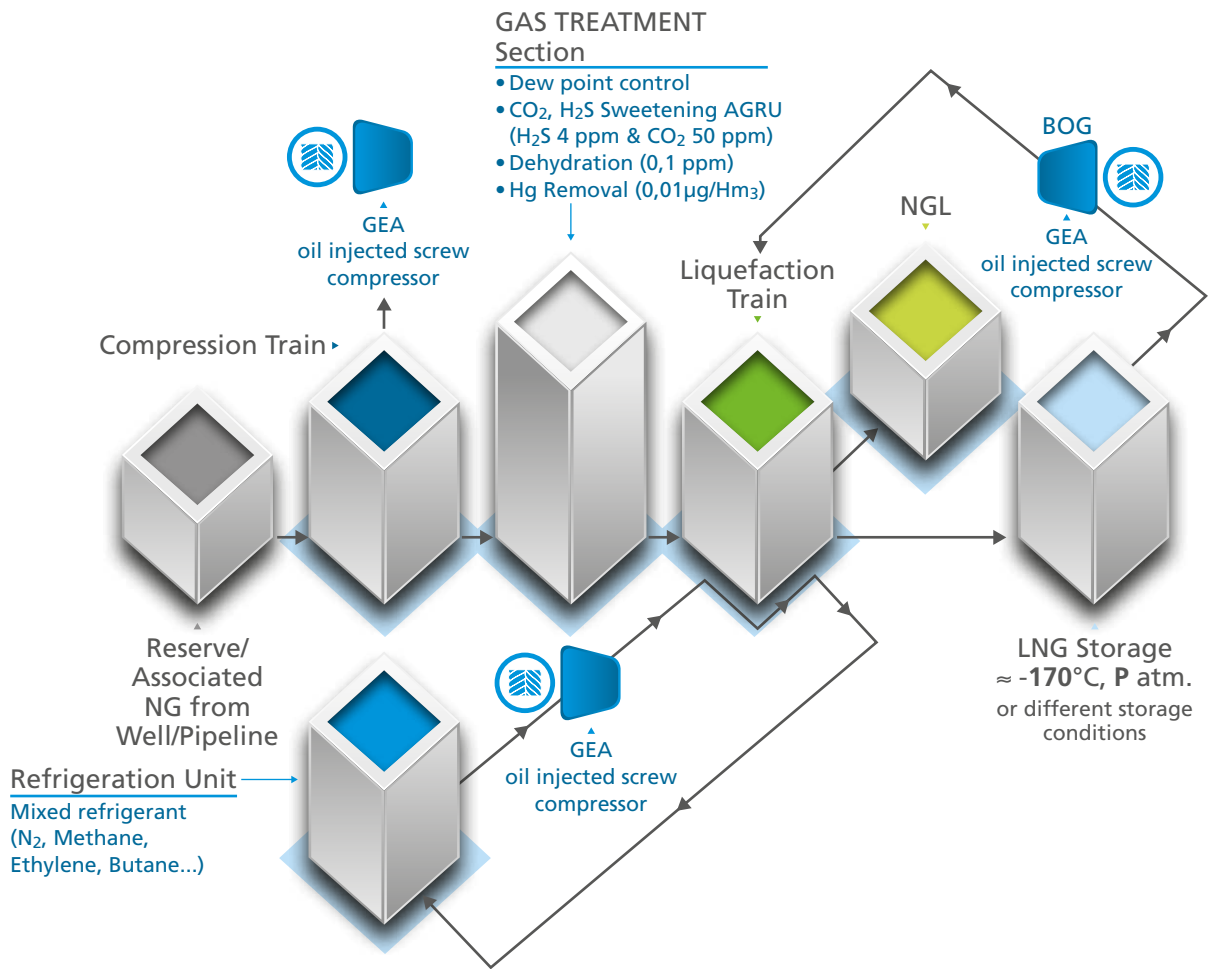 GAS TREATMENT
Section
• Dew point control
• CO₂, H₂S Sweetening AGRU
(H₂S 4 ppm & CO₂ 50 ppm)
• Dehydration (0,1 ppm)
• Hg Removal (0,01µg/Hm₃)
GEA
oil injected screw
compressor
BOG
GEA
oil injected screw
compressor
NGL
Liquefaction
Train
Compression Train
Reserve/
Associated
NG from
Well/Pipeline
LNG Storage
≈ -170°C, P atm.
or different storage
conditions
GEA
oil injected screw
compressor
Refrigeration Unit
Mixed refrigerant
(N₂, Methane,
Ethylene, Butane...)